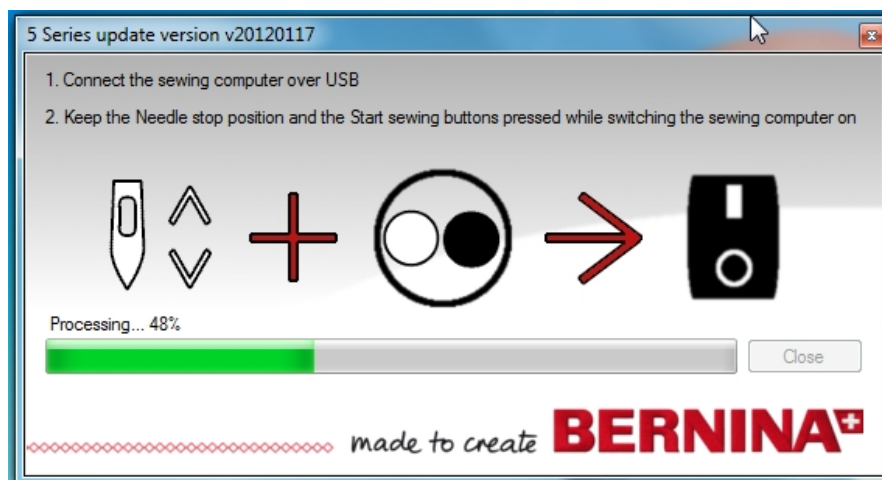 5 Series update version v20120117
1. Connect the sewing computer over USB
2. Keep the Needle stop position and the Start sewing buttons pressed while switching the sewing computer on
Processing... 48%
Close
made to create BERNINA